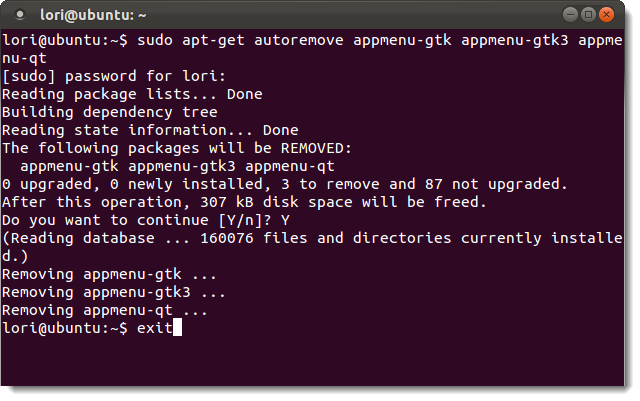 lori@ubuntu: ~
lori@ubuntu:~$ sudo apt-get autoremove appmenu-gtk appmenu-gtk3 appme
nu-qt
[sudo] password for lori:
Reading package lists... Done
Building dependency tree
Reading state information... Done
The following packages will be REMOVED:
  appmenu-gtk appmenu-gtk3 appmenu-qt
0 upgraded, 0 newly installed, 3 to remove and 87 not upgraded.
After this operation, 307 kB disk space will be freed.
Do you want to continue [Y/n]? Y
(Reading database ... 160076 files and directories currently installe
d.)
Removing appmenu-gtk ...
Removing appmenu-gtk3 ...
Removing appmenu-qt ...
lori@ubuntu:~$ exit